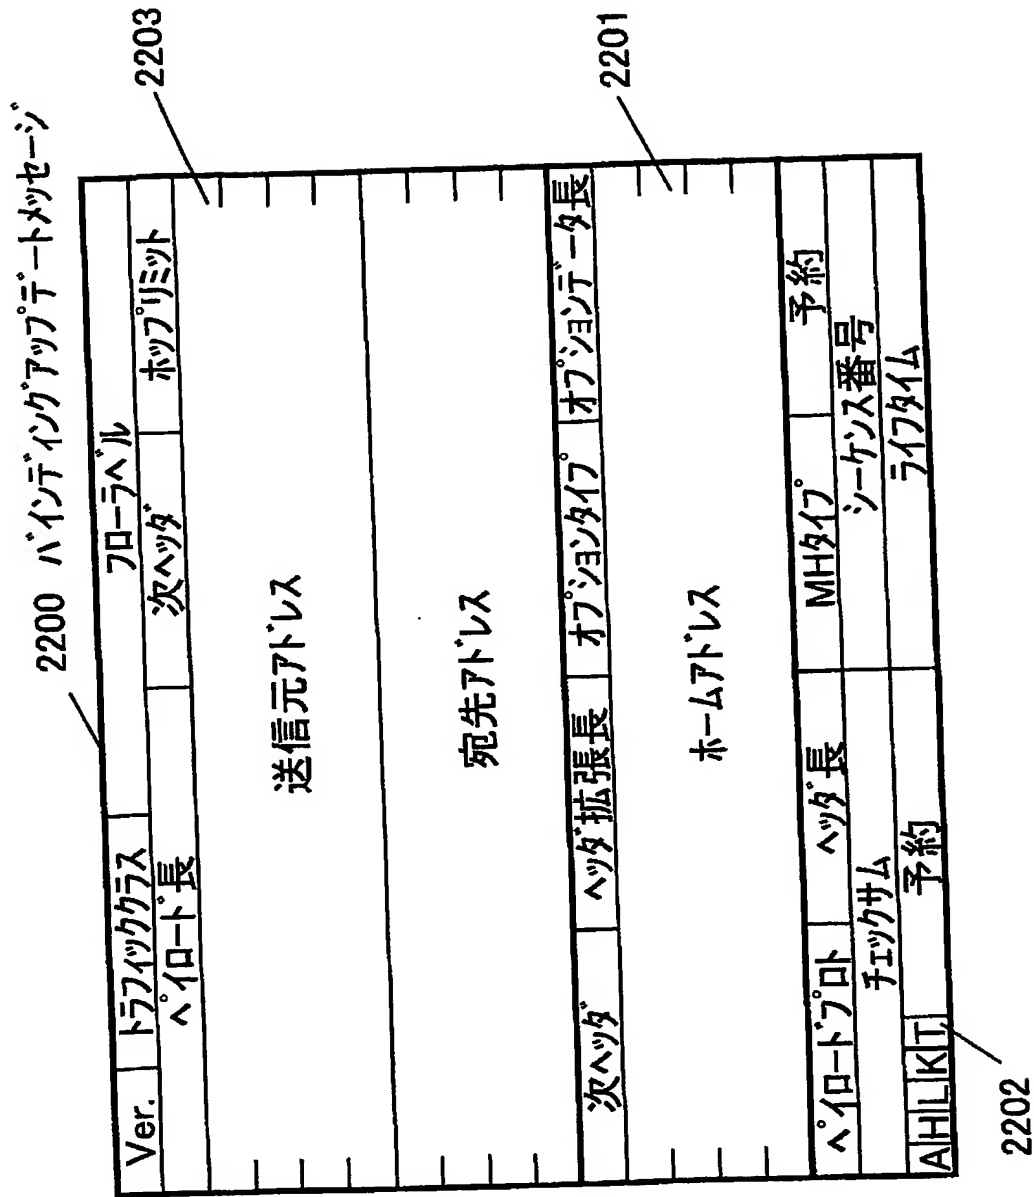 2200 バインディングアップデートメッセージ
Ver. トラフィッククラス フローラベル
ペイロード長 次ヘッダ ホップリミット
2203
送信元アドレス
宛先アドレス
次ヘッダ ヘッダ拡張長 オプションタイプ オプションデータ長
ホームアドレス
2201
ペイロードプロト ヘッダ長 MHタイプ 予約
チェックサム シーケンス番号
A H L K T 予約 ライフタイム
2202